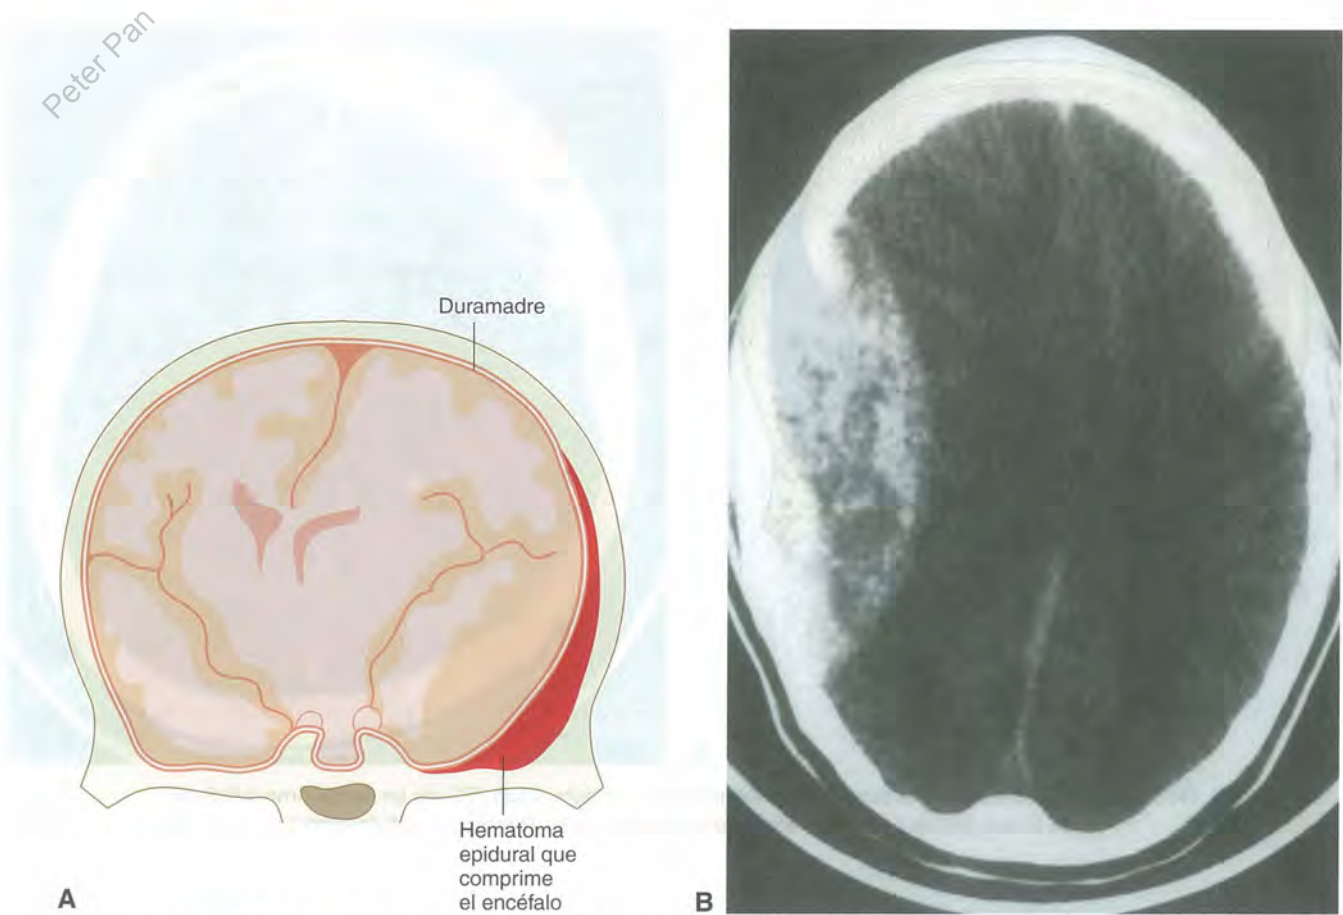 Peter Pan
Duramadre
Hematoma
epidural que
comprime
el encéfalo
A
B